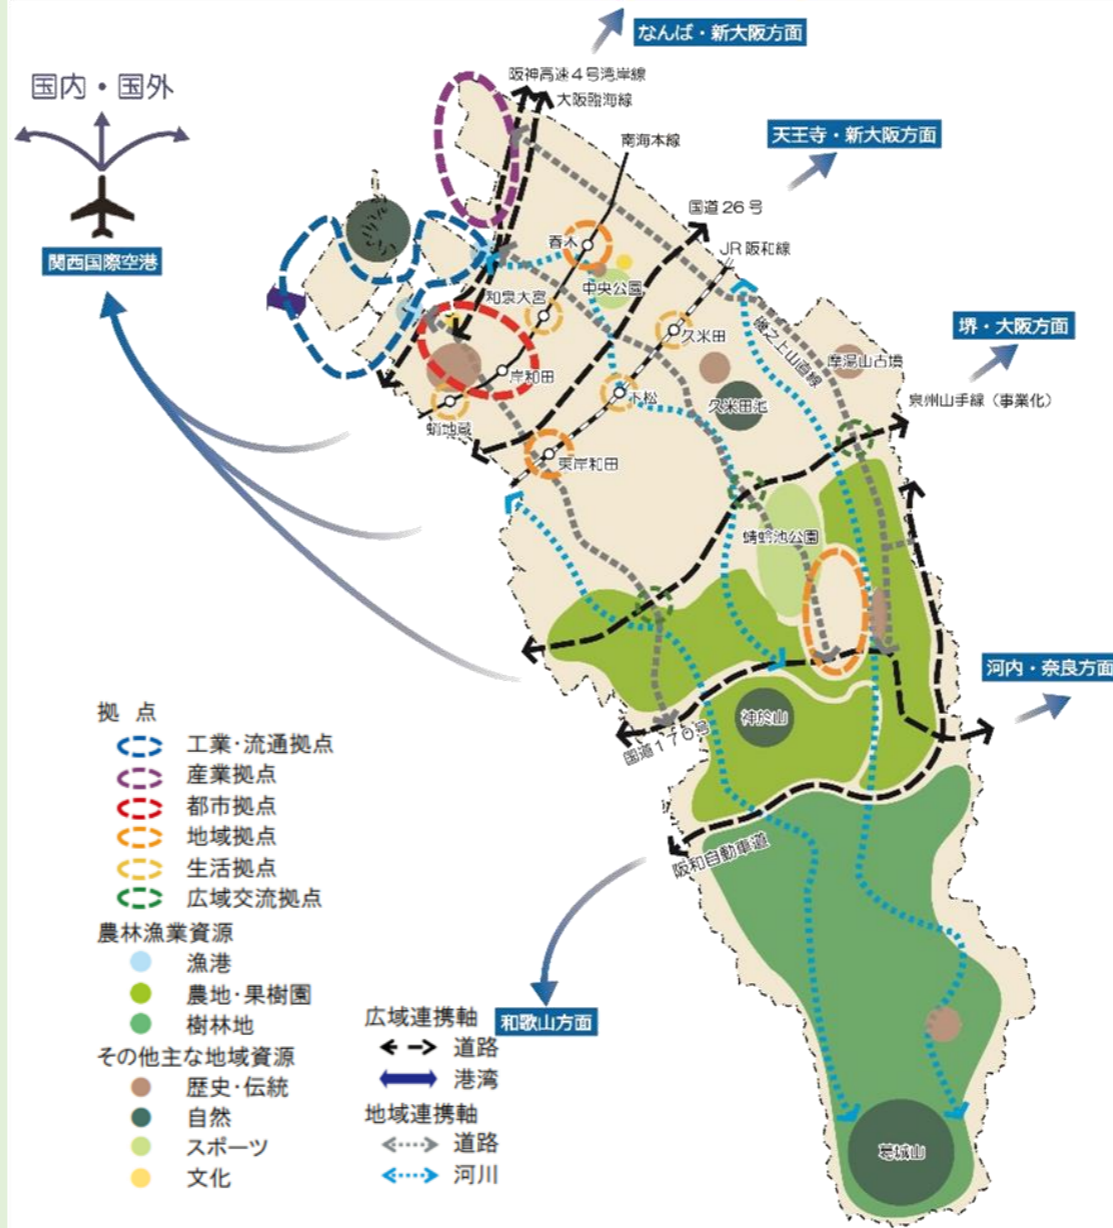 なんば・新大阪方面
国内・国外
阪神高速4号湾岸線
大阪臨海線
南海本線
天王寺・新大阪方面
国道26号
春木
JR阪和線
関西国際空港
中央公園
和泉大宮
久米田
磯之上山直線
堺・大阪方面
摩湯山古墳
岸和田
下松
久米田池
泉州山手線（事業化）
蛸地蔵
東岸和田
蜻蛉池公園
河内・奈良方面
神於山
国道170号
阪和自動車道
和歌山方面
葛城山
拠 点
工業・流通拠点
産業拠点
都市拠点
地域拠点
生活拠点
広域交流拠点
農林漁業資源
漁港
農地・果樹園
樹林地
その他主な地域資源
歴史・伝統
自然
スポーツ
文化
広域連携軸
道路
港湾
地域連携軸
道路
河川